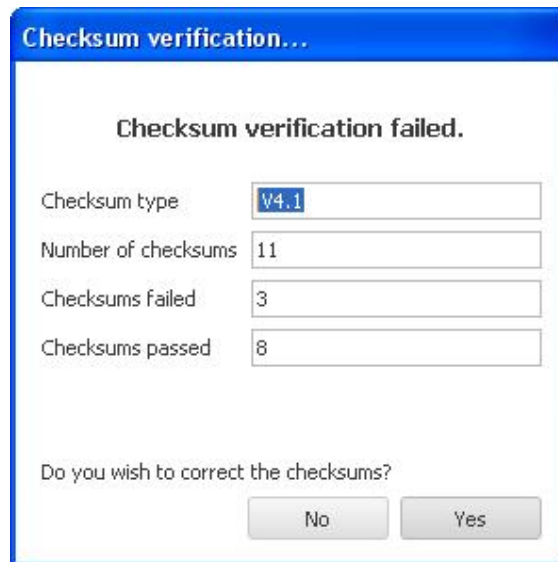 Checksum verification...
Checksum verification failed.
Checksum type V4.1
Number of checksums 11
Checksums failed 3
Checksums passed 8
Do you wish to correct the checksums?
No Yes